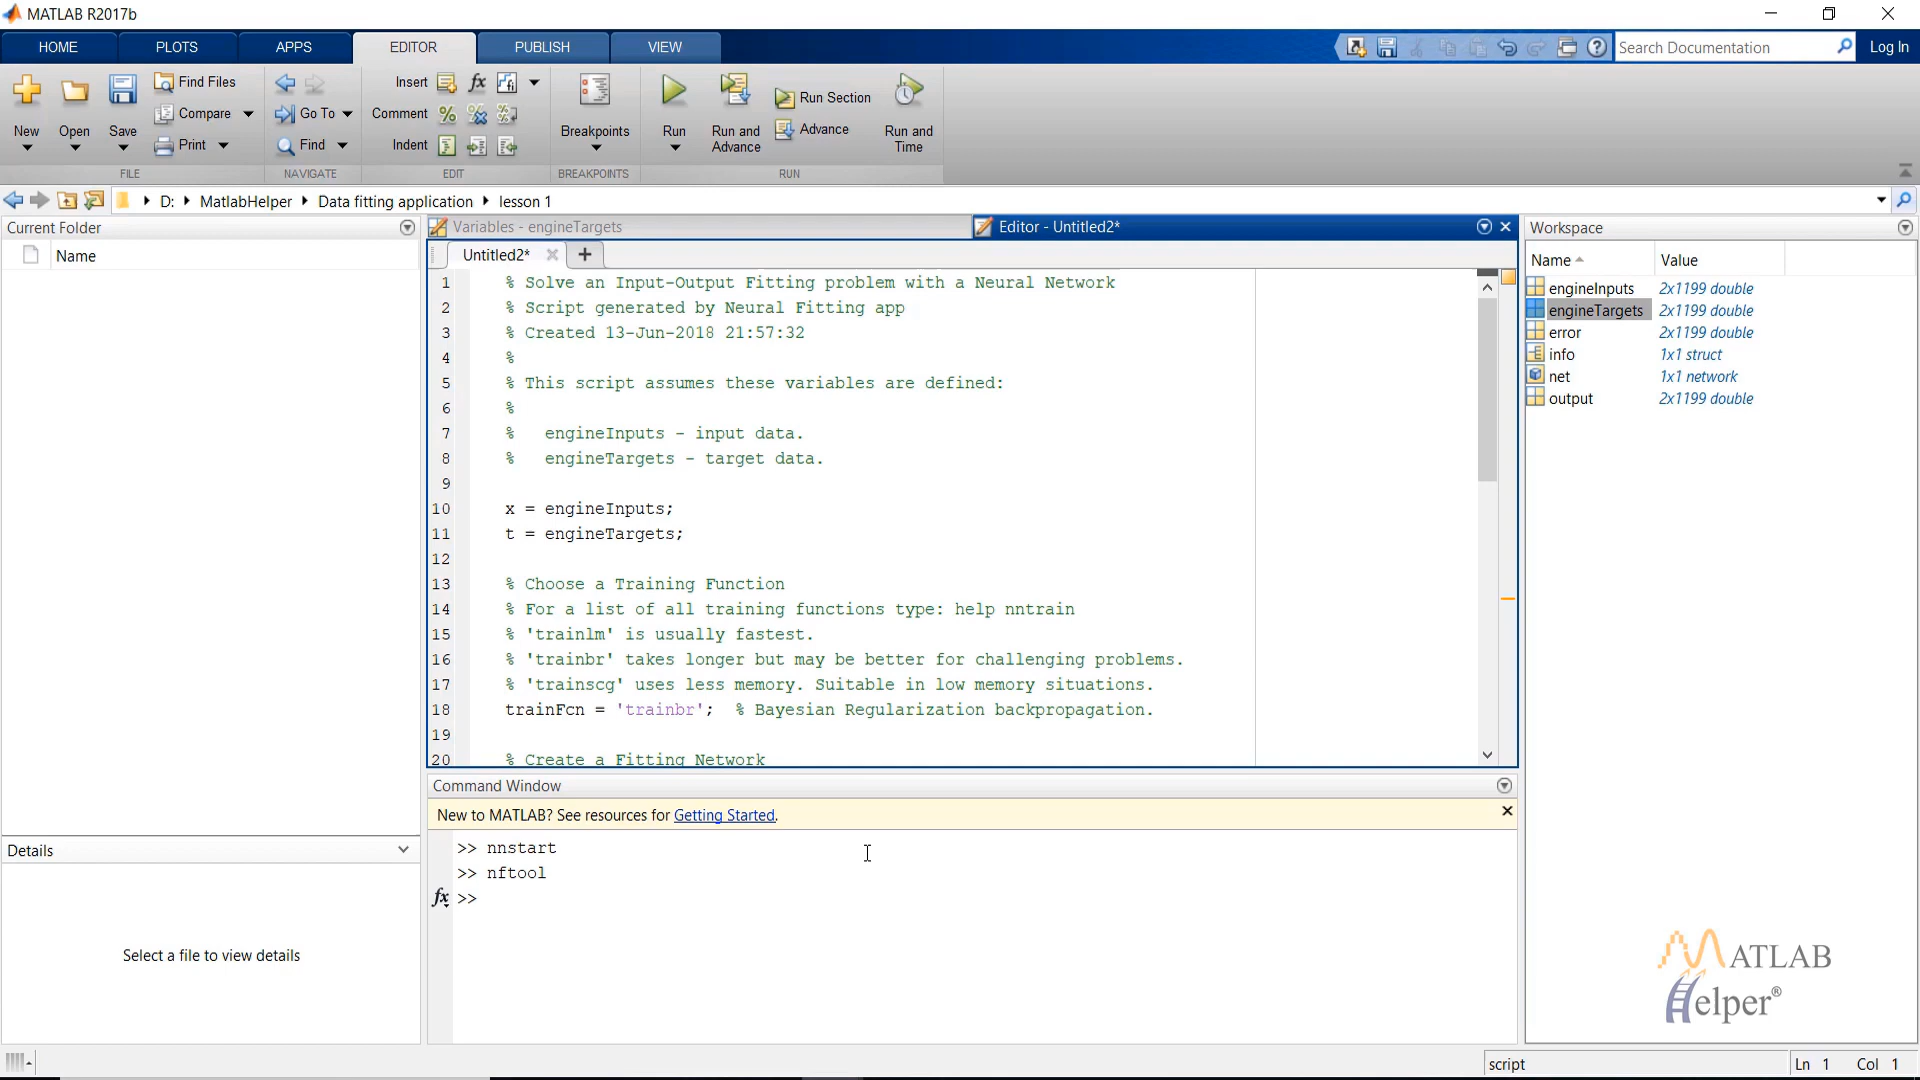 MATLAB R2017b
HOME PLOTS APPS EDITOR PUBLISH VIEW
Search Documentation
Log In
New
Open
Save
Find Files
Compare
Print
FILE
Go To
Find
NAVIGATE
Insert
Comment
Indent
fx
EDIT
Breakpoints
BREAKPOINTS
Run
Run and
Advance
Run Section
Advance
Run and
Time
RUN
D: MatlabHelper Data fitting application lesson 1
Current Folder
Name
Variables - engineTargets
Editor - Untitled2*
Untitled2*
1 % Solve an Input-Output Fitting problem with a Neural Network
2 % Script generated by Neural Fitting app
3 % Created 13-Jun-2018 21:57:32
4 %
5 % This script assumes these variables are defined:
6 %
7 %   engineInputs - input data.
8 %   engineTargets - target data.
9
10 x = engineInputs;
11 t = engineTargets;
12
13 % Choose a Training Function
14 % For a list of all training functions type: help nntrain
15 % 'trainlm' is usually fastest.
16 % 'trainbr' takes longer but may be better for challenging problems.
17 % 'trainscg' uses less memory. Suitable in low memory situations.
18 trainFcn = 'trainbr';  % Bayesian Regularization backpropagation.
19
20 % Create a Fitting Network
Command Window
New to MATLAB? See resources for Getting Started.
>> nnstart
>> nftool
fx >>
Details
Select a file to view details
Workspace
Name Value
engineInputs 2x1199 double
engineTargets 2x1199 double
error 2x1199 double
info 1x1 struct
net 1x1 network
output 2x1199 double
MATLAB
Helper®
script
Ln 1 Col 1